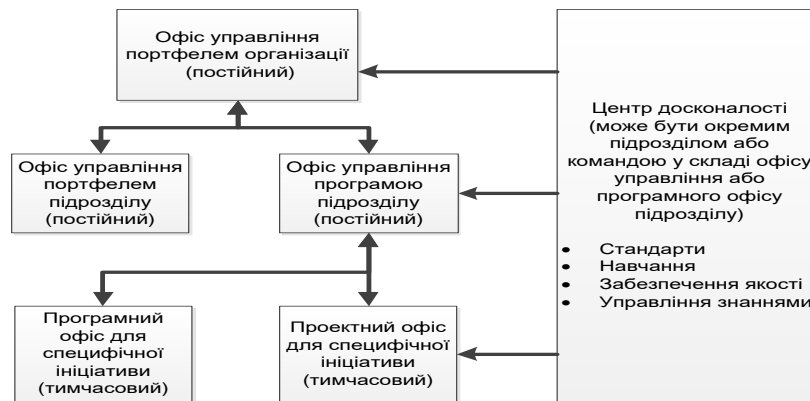 Офіс управління
портфелем організації
(постійний)
Офіс управління
портфелем
підрозділу
(постійний)
Офіс управління
програмою
підрозділу
(постійний)
Програмний
офіс для
специфічної
ініціативи
(тимчасовий)
Проектний офіс
для специфічної
ініціативи
(тимчасовий)
Центр досконалості
(може бути окремим
підрозділом або
командою у складі офісу
управління або
програмного офісу
підрозділу)
• Стандарти
• Навчання
• Забезпечення якості
• Управління знаннями